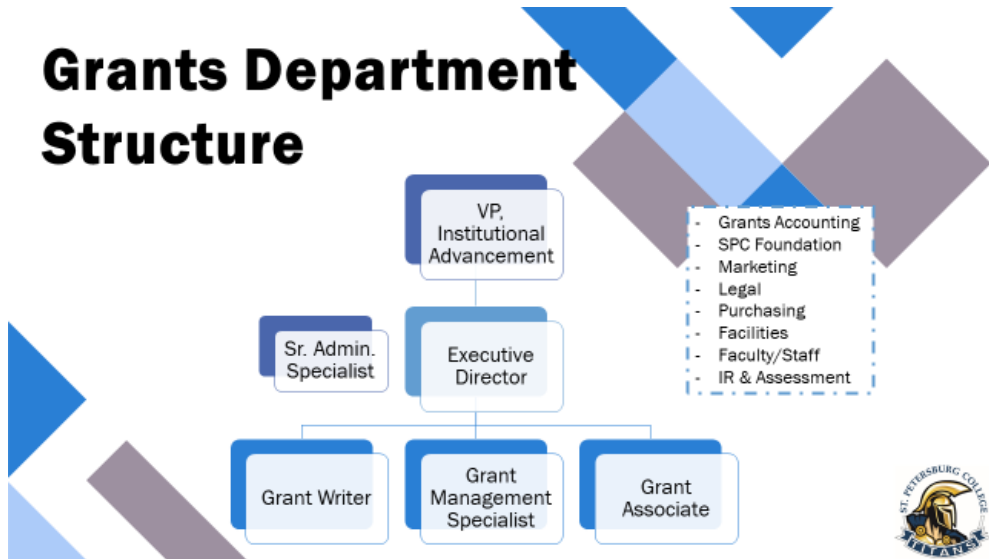 Grants Department
Structure
VP,
Institutional
Advancement
- Grants Accounting
- SPC Foundation
- Marketing
- Legal
- Purchasing
- Facilities
- Faculty/Staff
- IR & Assessment
Sr. Admin.
Specialist
Executive
Director
Grant Writer
Grant
Management
Specialist
Grant
Associate
ST. PETERSBURG COLLEGE
TITANS